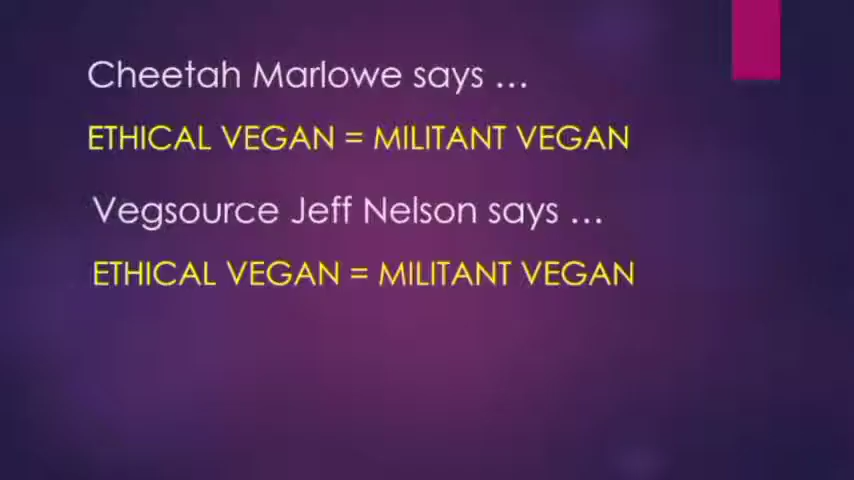 Cheetah Marlowe says …
ETHICAL VEGAN = MILITANT VEGAN
Vegsource Jeff Nelson says …
ETHICAL VEGAN = MILITANT VEGAN